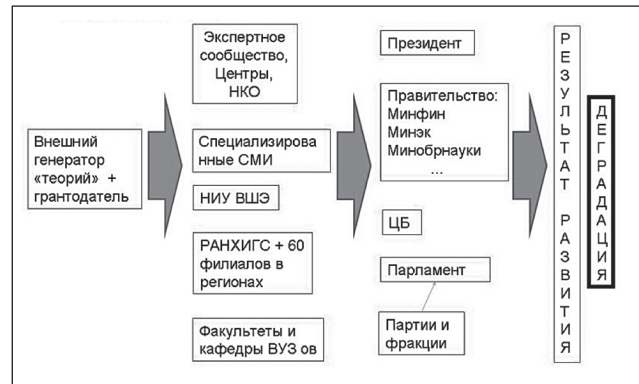 Внешний
генератор
«теорий» +
грантодатель
Экспертное
сообщество,
Центры,
НКО
Специализирова
нные СМИ
НИУ ВШЭ
РАНХИГС + 60
филиалов в
регионах
Факультеты и
кафедры ВУЗ ов
Президент
Правительство:
Минфин
Минэк
Минобрнауки
...
ЦБ
Парламент
Партии и
фракции
РЕЗУЛЬТАТ РАЗВИТИЯ
ДЕГРАДАЦИЯ